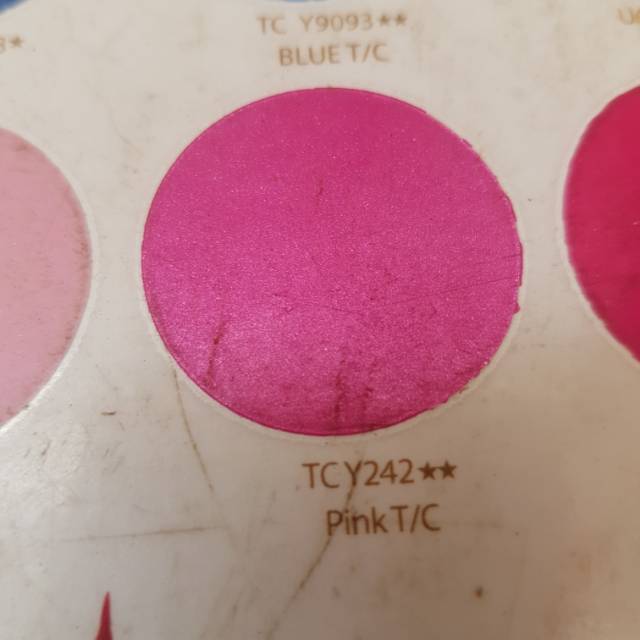 TC Y9093★★
BLUE T/C
TC Y242★★
Pink T/C